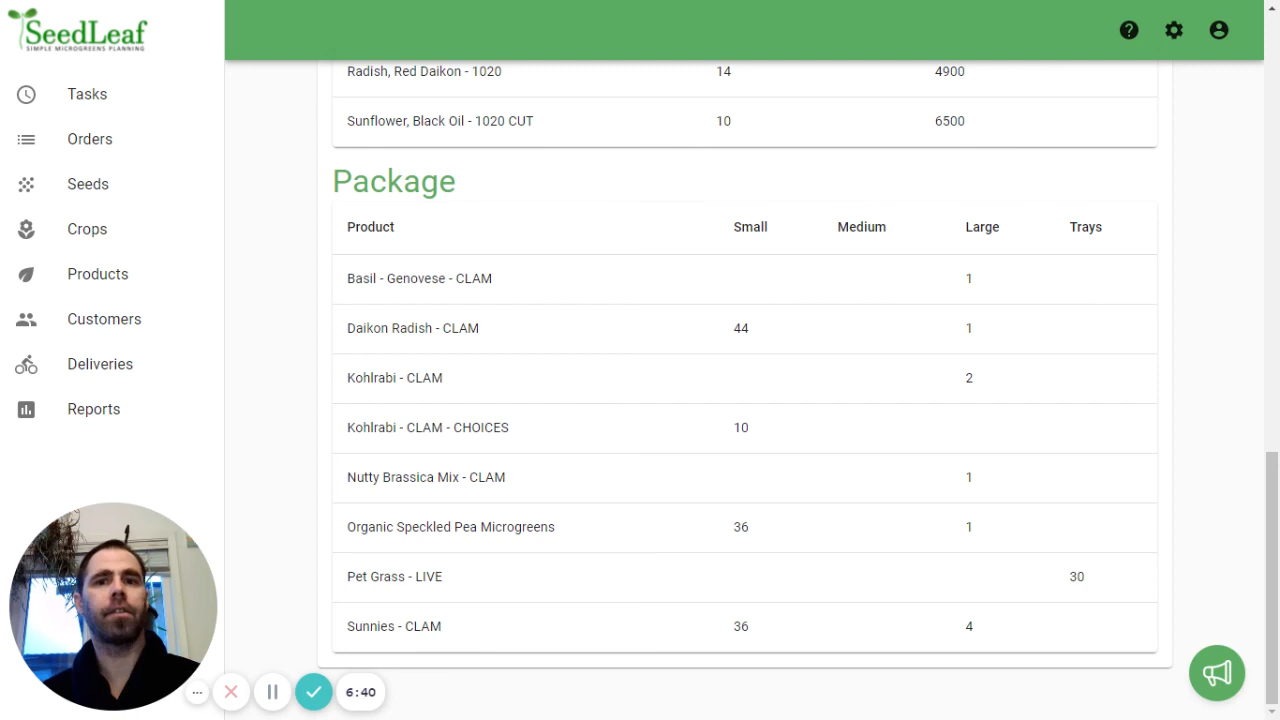 SeedLeaf
SIMPLE MICROGREENS PLANNING
Tasks
Orders
Seeds
Crops
Products
Customers
Deliveries
Reports
Radish, Red Daikon - 1020 14 4900
Sunflower, Black Oil - 1020 CUT 10 6500
Package
Product Small Medium Large Trays
Basil - Genovese - CLAM 1
Daikon Radish - CLAM 44 1
Kohlrabi - CLAM 2
Kohlrabi - CLAM - CHOICES 10
Nutty Brassica Mix - CLAM 1
Organic Speckled Pea Microgreens 36 1
Pet Grass - LIVE 30
Sunnies - CLAM 36 4
6:40